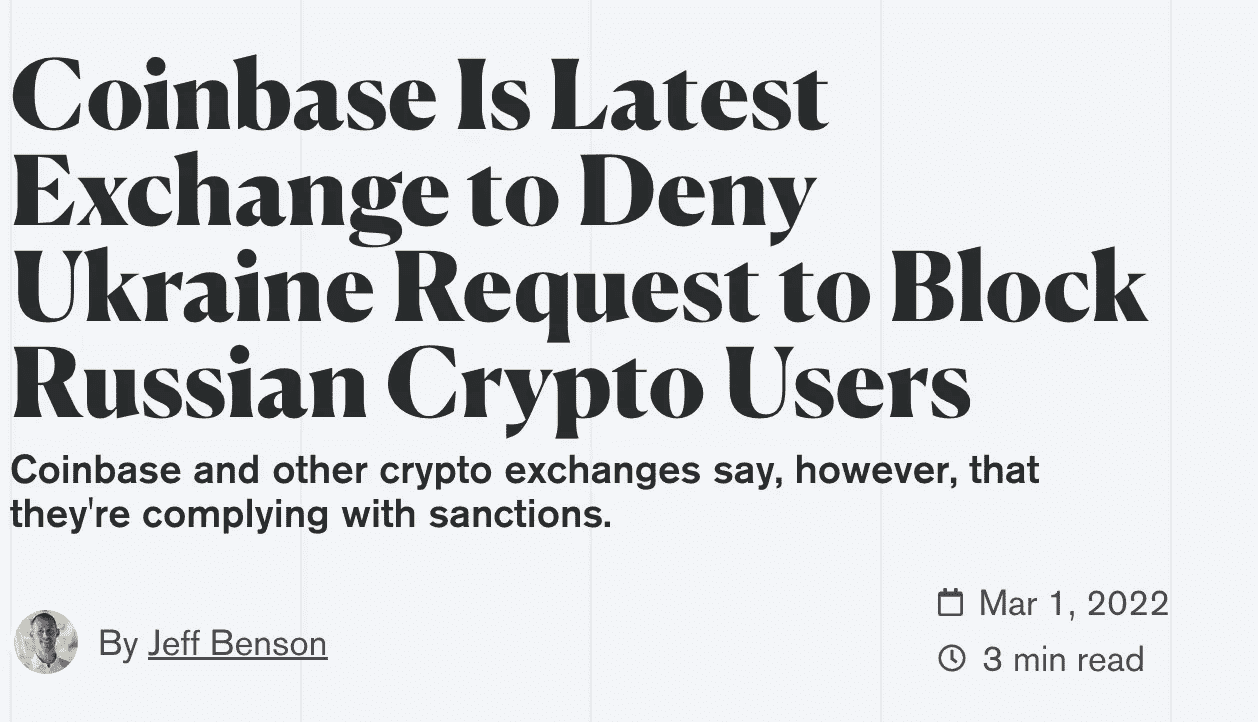 Coinbase Is Latest
Exchange to Deny
Ukraine Request to Block
Russian Crypto Users
Coinbase and other crypto exchanges say, however, that
they're complying with sanctions.
By Jeff Benson
Mar 1, 2022
3 min read